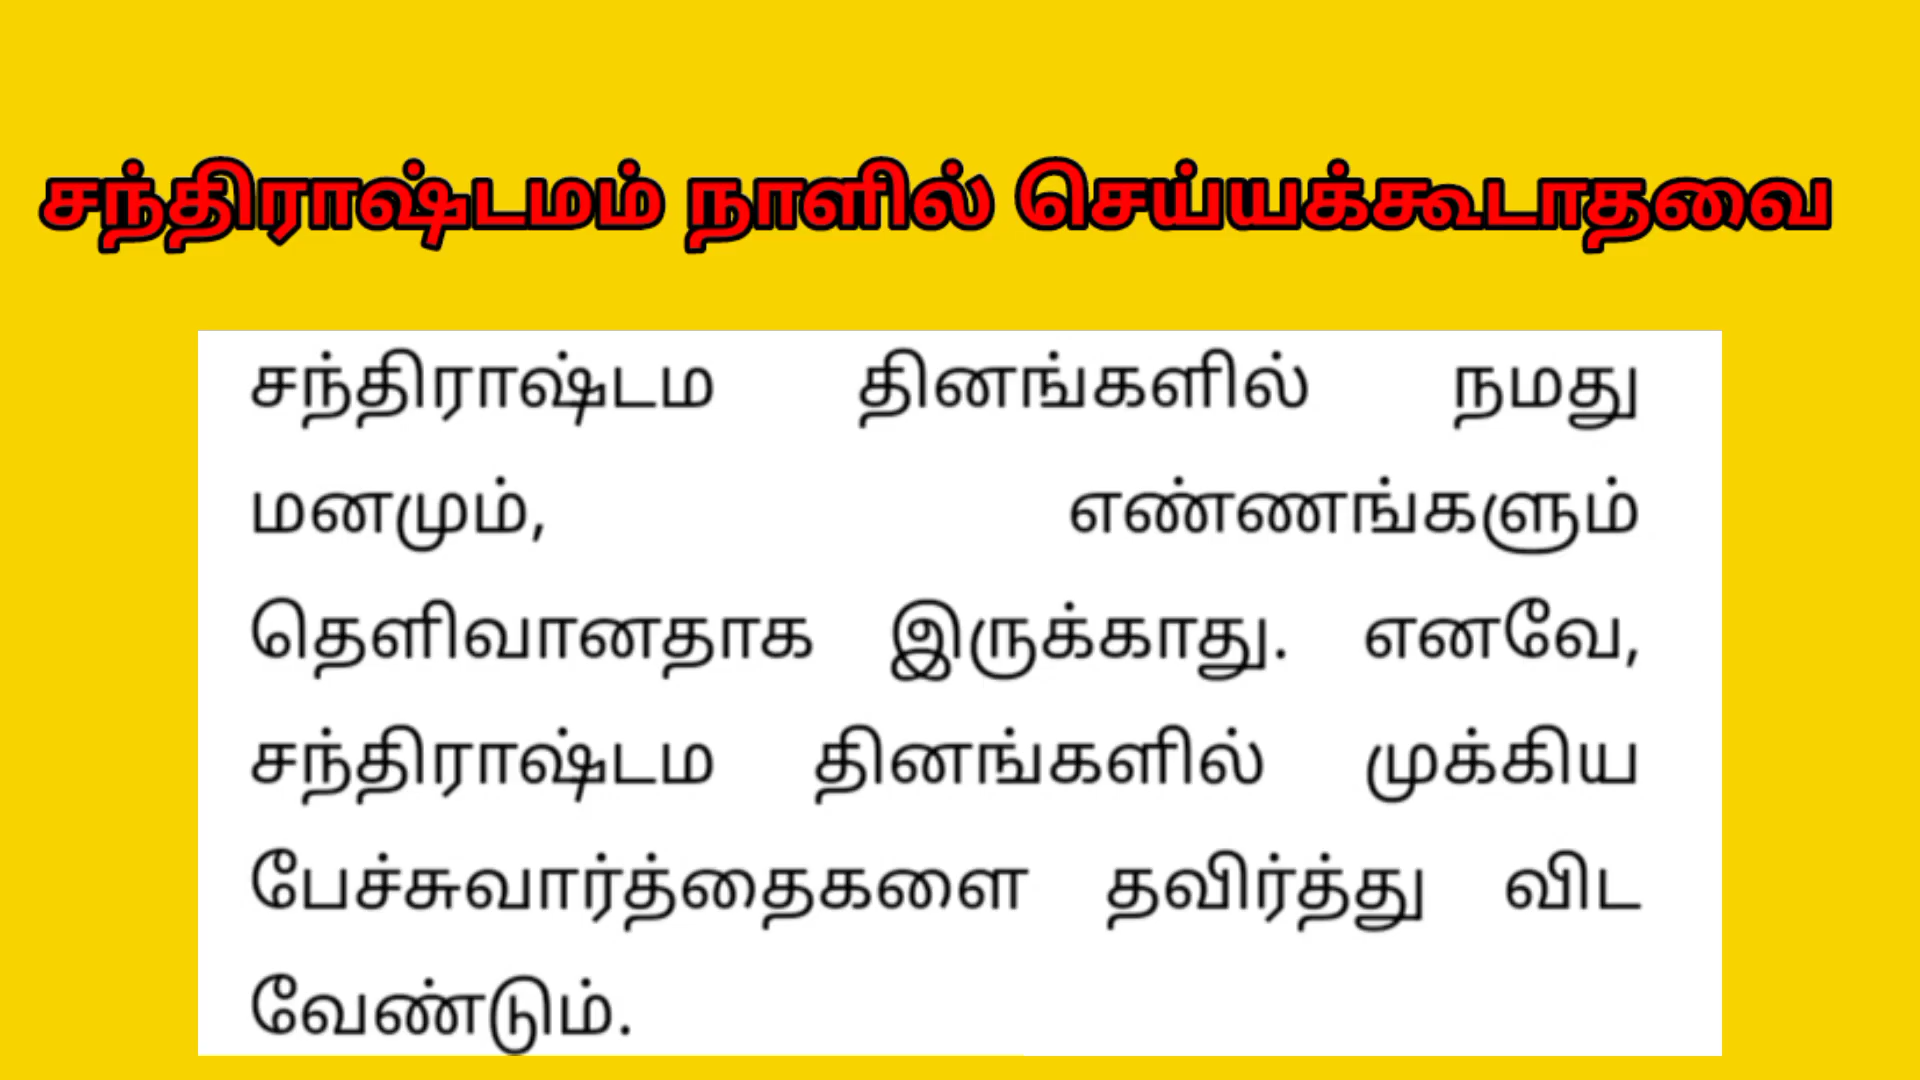 சந்திராஷ்டமம் நாளில் செய்யக்கூடாதவை
சந்திராஷ்டம தினங்களில் நமது
மனமும், எண்ணங்களும்
தெளிவானதாக இருக்காது. எனவே,
சந்திராஷ்டம தினங்களில் முக்கிய
பேச்சுவார்த்தைகளை தவிர்த்து விட
வேண்டும்.